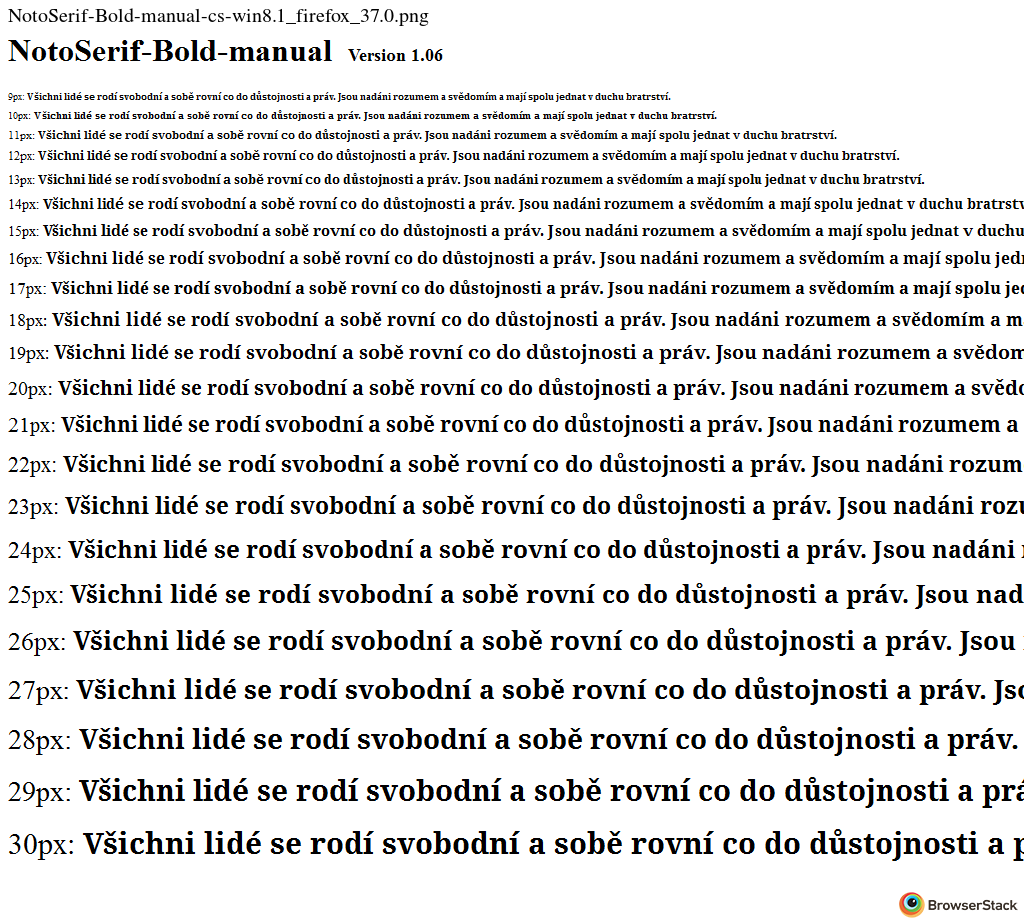 NotoSerif-Bold-manual-cs-win8.1_firefox_37.0.png
NotoSerif-Bold-manual Version 1.06
9px: Všichni lidé se rodí svobodní a sobě rovní co do důstojnosti a práv. Jsou nadáni rozumem a svědomím a mají spolu jednat v duchu bratrství.
10px: Všichni lidé se rodí svobodní a sobě rovní co do důstojnosti a práv. Jsou nadáni rozumem a svědomím a mají spolu jednat v duchu bratrství.
11px: Všichni lidé se rodí svobodní a sobě rovní co do důstojnosti a práv. Jsou nadáni rozumem a svědomím a mají spolu jednat v duchu bratrství.
12px: Všichni lidé se rodí svobodní a sobě rovní co do důstojnosti a práv. Jsou nadáni rozumem a svědomím a mají spolu jednat v duchu bratrství.
13px: Všichni lidé se rodí svobodní a sobě rovní co do důstojnosti a práv. Jsou nadáni rozumem a svědomím a mají spolu jednat v duchu bratrství.
14px: Všichni lidé se rodí svobodní a sobě rovní co do důstojnosti a práv. Jsou nadáni rozumem a svědomím a mají spolu jednat v duchu bratrstv
15px: Všichni lidé se rodí svobodní a sobě rovní co do důstojnosti a práv. Jsou nadáni rozumem a svědomím a mají spolu jednat v duchu
16px: Všichni lidé se rodí svobodní a sobě rovní co do důstojnosti a práv. Jsou nadáni rozumem a svědomím a mají spolu jedn
17px: Všichni lidé se rodí svobodní a sobě rovní co do důstojnosti a práv. Jsou nadáni rozumem a svědomím a mají spolu je
18px: Všichni lidé se rodí svobodní a sobě rovní co do důstojnosti a práv. Jsou nadáni rozumem a svědomím a m
19px: Všichni lidé se rodí svobodní a sobě rovní co do důstojnosti a práv. Jsou nadáni rozumem a svědom
20px: Všichni lidé se rodí svobodní a sobě rovní co do důstojnosti a práv. Jsou nadáni rozumem a svědo
21px: Všichni lidé se rodí svobodní a sobě rovní co do důstojnosti a práv. Jsou nadáni rozumem a
22px: Všichni lidé se rodí svobodní a sobě rovní co do důstojnosti a práv. Jsou nadáni rozum
23px: Všichni lidé se rodí svobodní a sobě rovní co do důstojnosti a práv. Jsou nadáni rozu
24px: Všichni lidé se rodí svobodní a sobě rovní co do důstojnosti a práv. Jsou nadáni
25px: Všichni lidé se rodí svobodní a sobě rovní co do důstojnosti a práv. Jsou nad
26px: Všichni lidé se rodí svobodní a sobě rovní co do důstojnosti a práv. Jsou
27px: Všichni lidé se rodí svobodní a sobě rovní co do důstojnosti a práv. Jso
28px: Všichni lidé se rodí svobodní a sobě rovní co do důstojnosti a práv.
29px: Všichni lidé se rodí svobodní a sobě rovní co do důstojnosti a prá
30px: Všichni lidé se rodí svobodní a sobě rovní co do důstojnosti a p
BrowserStack